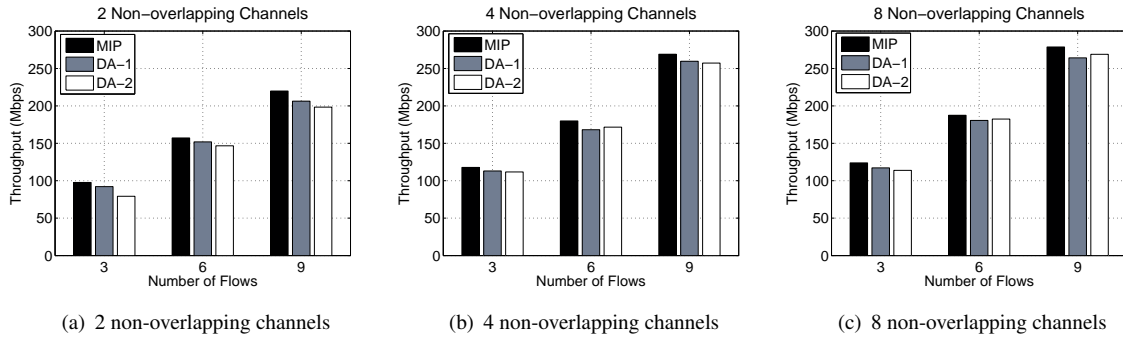 2 Non−overlapping Channels
300
250
200
150
100
50
0
Throughput (Mbps)
MIP
DA−1
DA−2
3 6 9
Number of Flows
(a) 2 non-overlapping channels
4 Non−overlapping Channels
300
250
200
150
100
50
0
Throughput (Mbps)
MIP
DA−1
DA−2
3 6 9
Number of Flows
(b) 4 non-overlapping channels
8 Non−overlapping Channels
300
250
200
150
100
50
0
Throughput (Mbps)
MIP
DA−1
DA−2
3 6 9
Number of Flows
(c) 8 non-overlapping channels